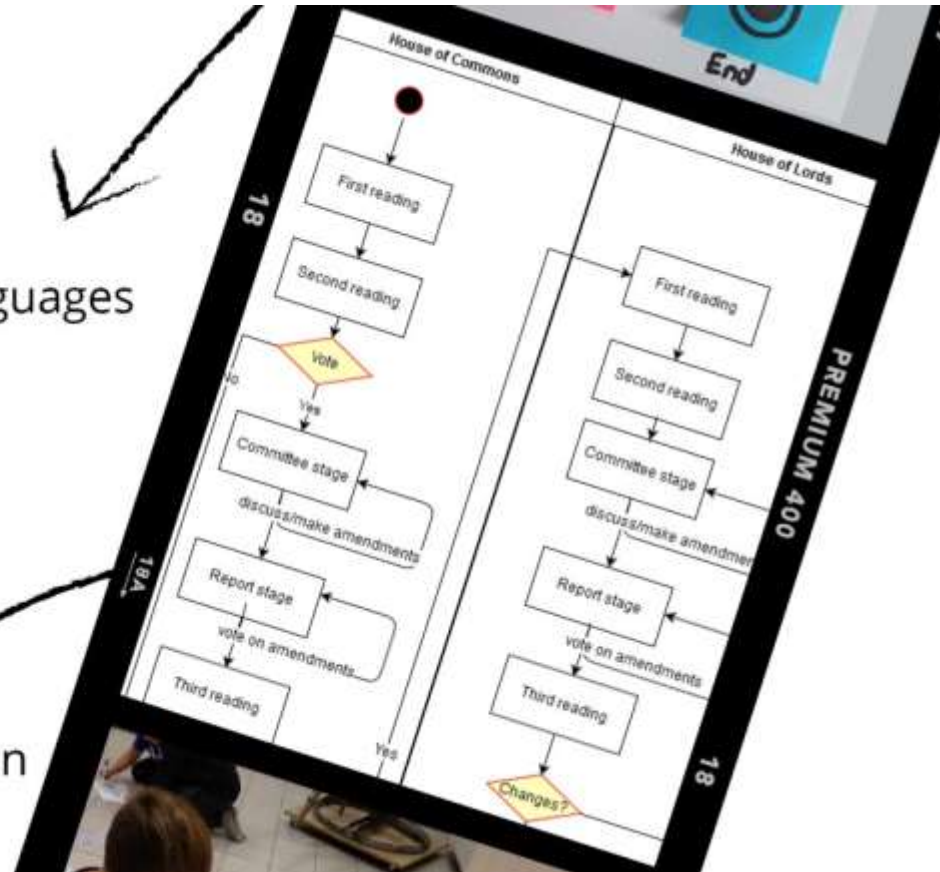 End
House of Commons
House of Lords
First reading
Second reading
Vote
No
Yes
Committee stage
discuss/make amendments
Report stage
vote on amendments
Third reading
Yes
First reading
Second reading
Committee stage
discuss/make amendmen
Report stage
vote on amendments
Third reading
Changes?
18
18A
PREMIUM 400
18
guages
n